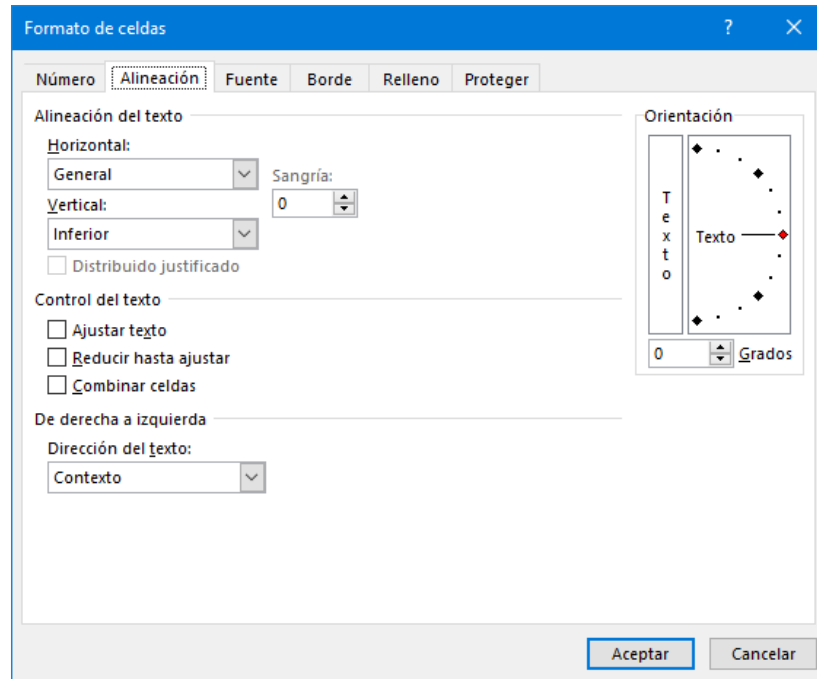 Formato de celdas ?
Número Alineación Fuente Borde Relleno Proteger
Alineación del texto
Horizontal:
General
Sangría:
0
Vertical:
Inferior
Distribuido justificado
Control del texto
Ajustar texto
Reducir hasta ajustar
Combinar celdas
De derecha a izquierda
Dirección del texto:
Contexto
Orientación
Texto
Texto
0 Grados
Aceptar Cancelar